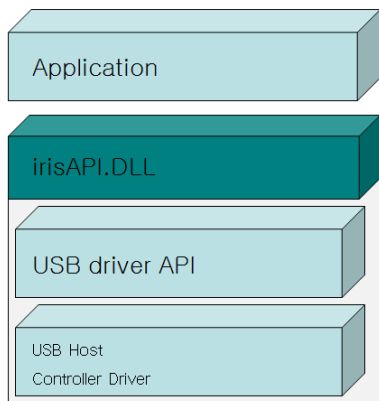 Application
irisAPI.DLL
USB driver API
USB Host
Controller Driver